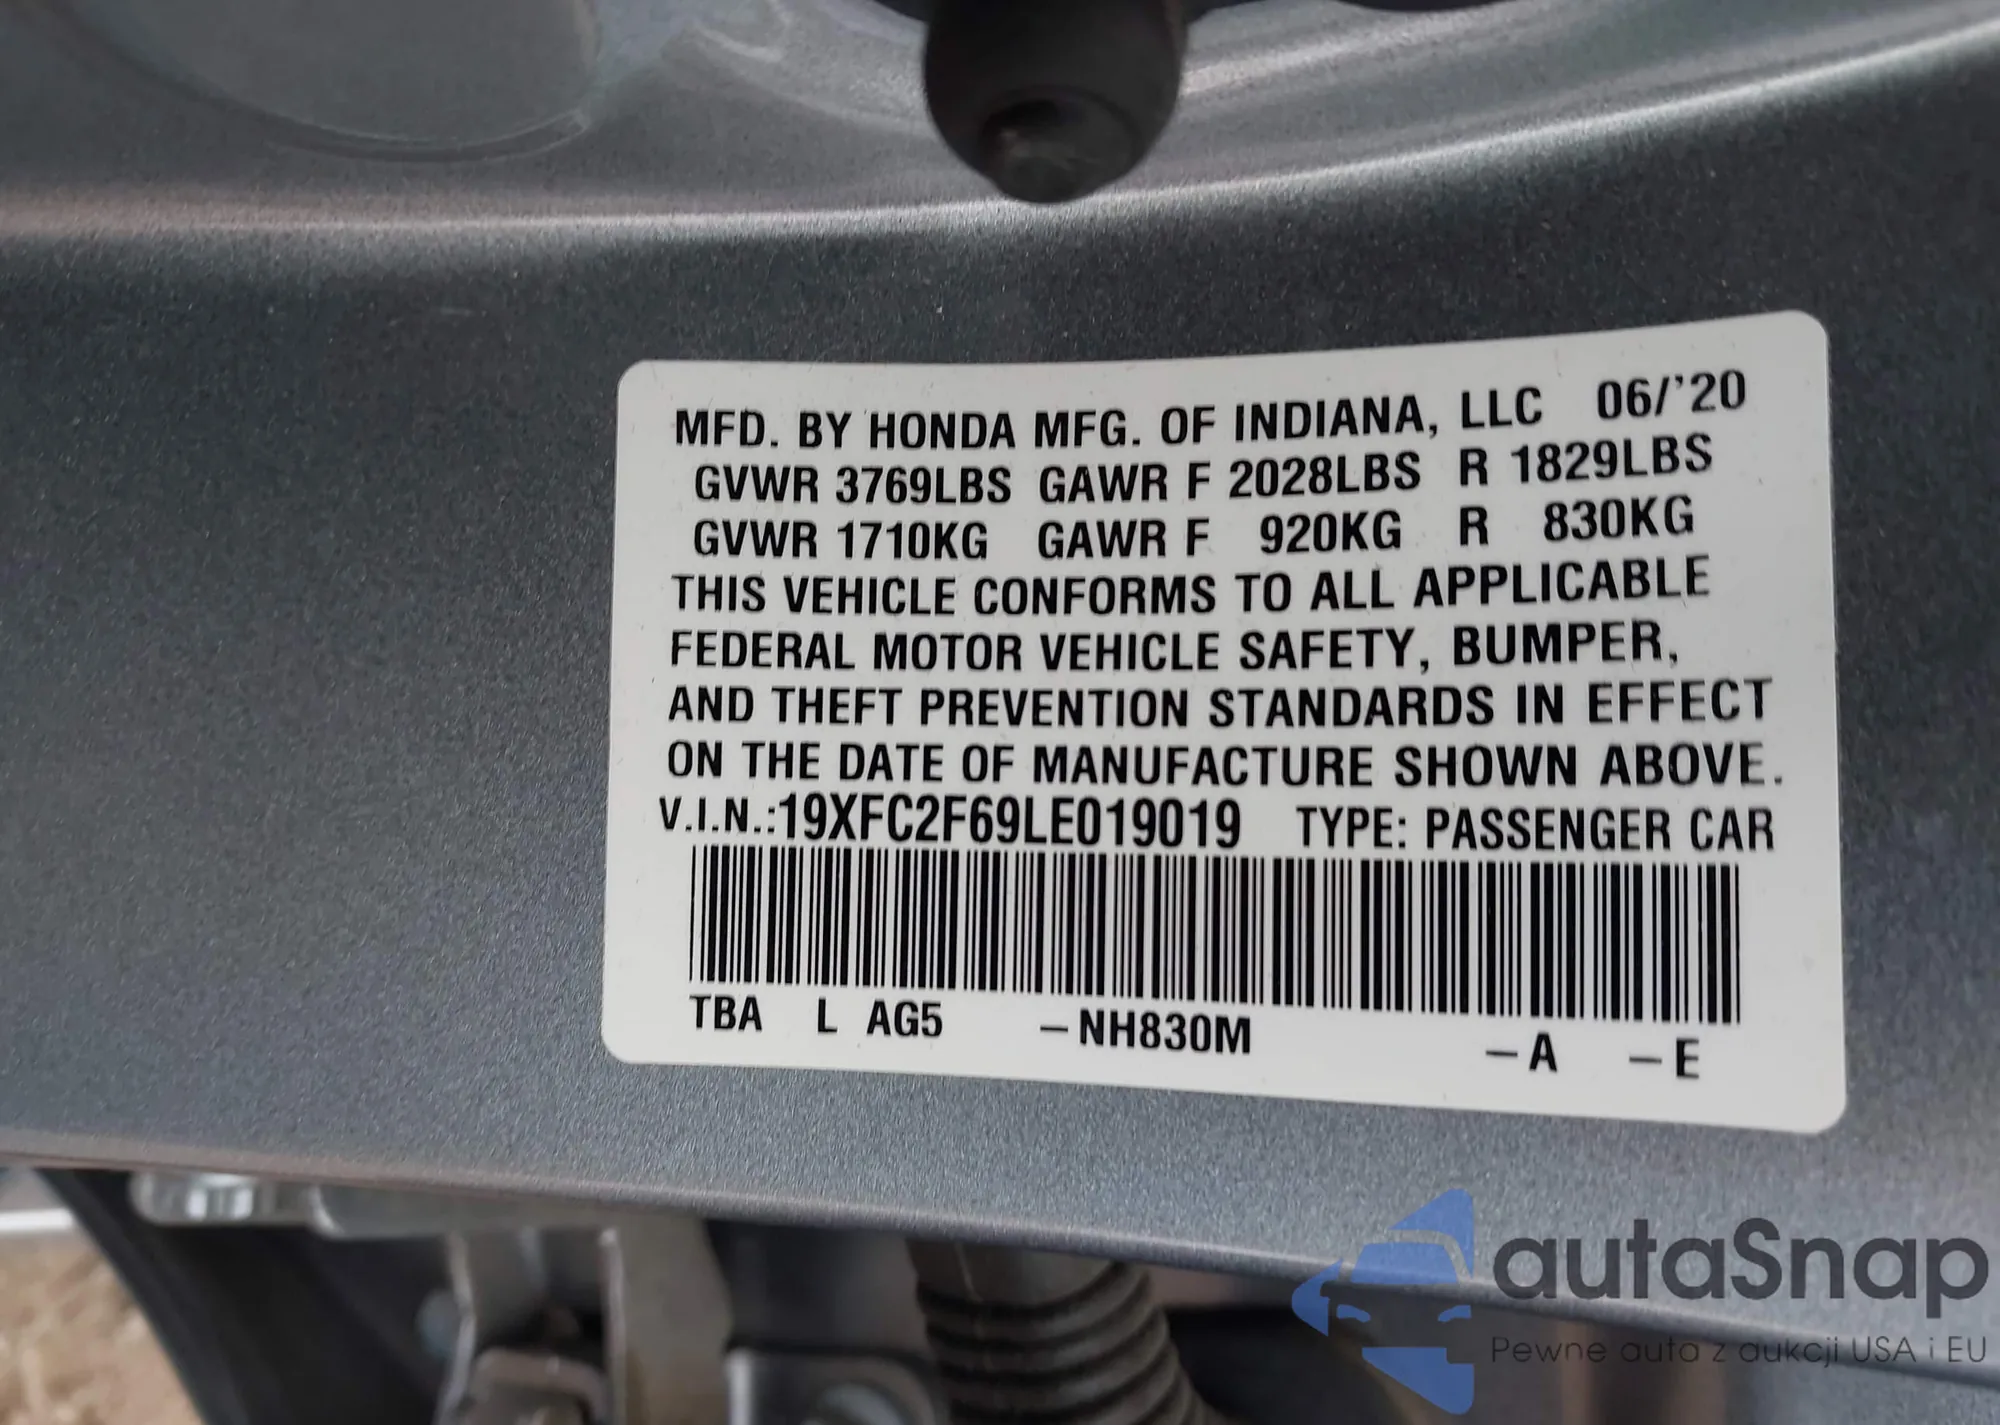 MFD. BY HONDA MFG. OF INDIANA, LLC 06/'20
GVWR 3769LBS GAWR F 2028LBS R 1829LBS
GVWR 1710KG GAWR F 920KG R 830KG
THIS VEHICLE CONFORMS TO ALL APPLICABLE
FEDERAL MOTOR VEHICLE SAFETY, BUMPER,
AND THEFT PREVENTION STANDARDS IN EFFECT
ON THE DATE OF MANUFACTURE SHOWN ABOVE.
V.I.N.:19XFC2F69LE019019 TYPE: PASSENGER CAR
TBA L AG5 –NH830M –A –E
autaSnap
Pewne auta z aukcji USA i EU